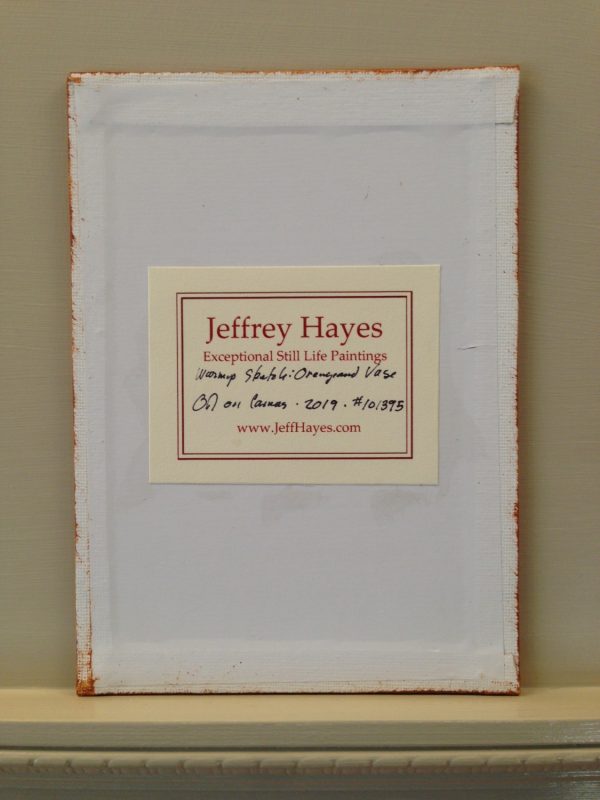 Jeffrey Hayes
Exceptional Still Life Paintings
Warmup Sketch: Orange and Vase
Oil on Canvas · 2019 · #101395
www.JeffHayes.com